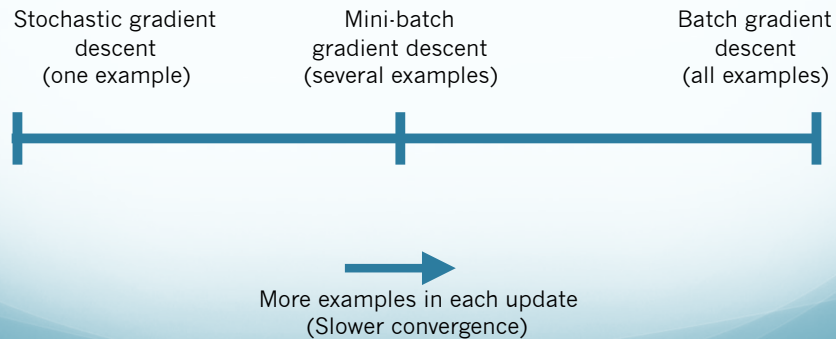 Stochastic gradient
descent
(one example)
Mini-batch
gradient descent
(several examples)
Batch gradient
descent
(all examples)
More examples in each update
(Slower convergence)